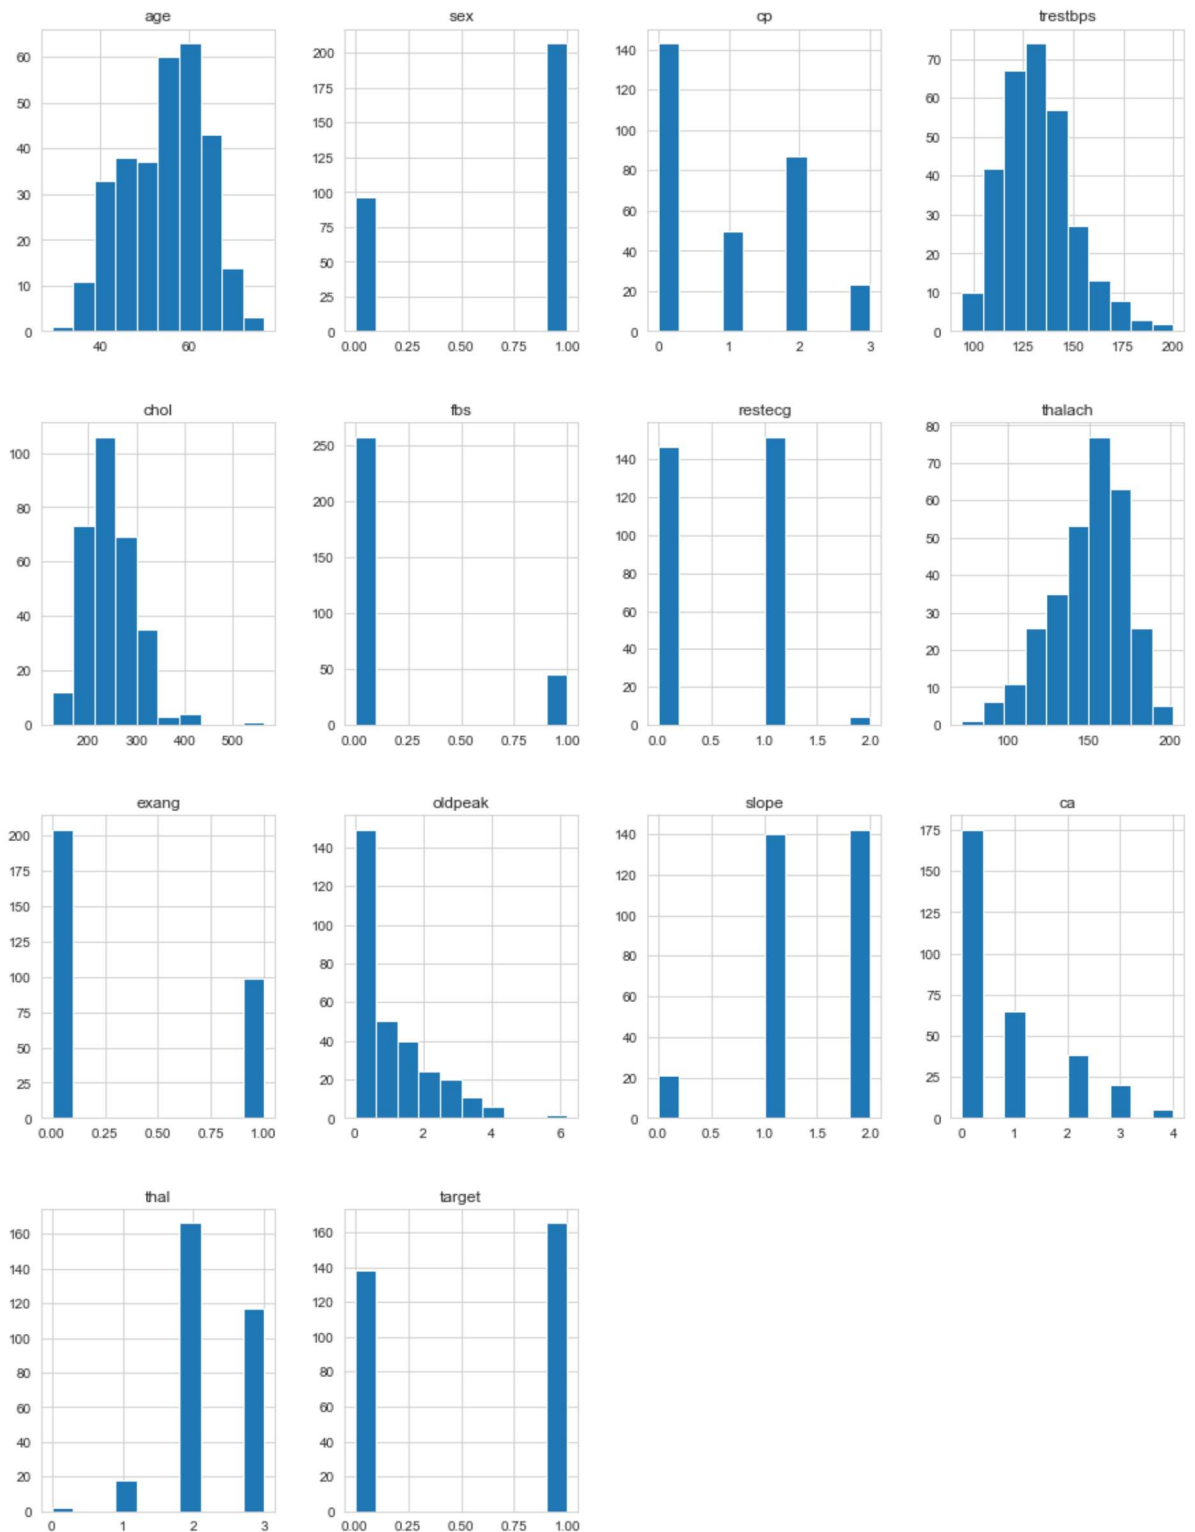 age sex cp trestbps
60 50 40 30 20 10 0
40 60
200 175 150 125 100 75 50 25 0
0.00 0.25 0.50 0.75 1.00
140 120 100 80 60 40 20 0
0 1 2 3
70 60 50 40 30 20 10 0
100 125 150 175 200
chol fbs restecg thalach
100 80 60 40 20 0
200 300 400 500
250 200 150 100 50 0
0.00 0.25 0.50 0.75 1.00
140 120 100 80 60 40 20 0
0.0 0.5 1.0 1.5 2.0
80 70 60 50 40 30 20 10 0
100 150 200
exang oldpeak slope ca
200 175 150 125 100 75 50 25 0
0.00 0.25 0.50 0.75 1.00
140 120 100 80 60 40 20 0
0 2 4 6
140 120 100 80 60 40 20 0
0.0 0.5 1.0 1.5 2.0
175 150 125 100 75 50 25 0
0 1 2 3 4
thal target
160 140 120 100 80 60 40 20 0
0 1 2 3
160 140 120 100 80 60 40 20 0
0.00 0.25 0.50 0.75 1.00